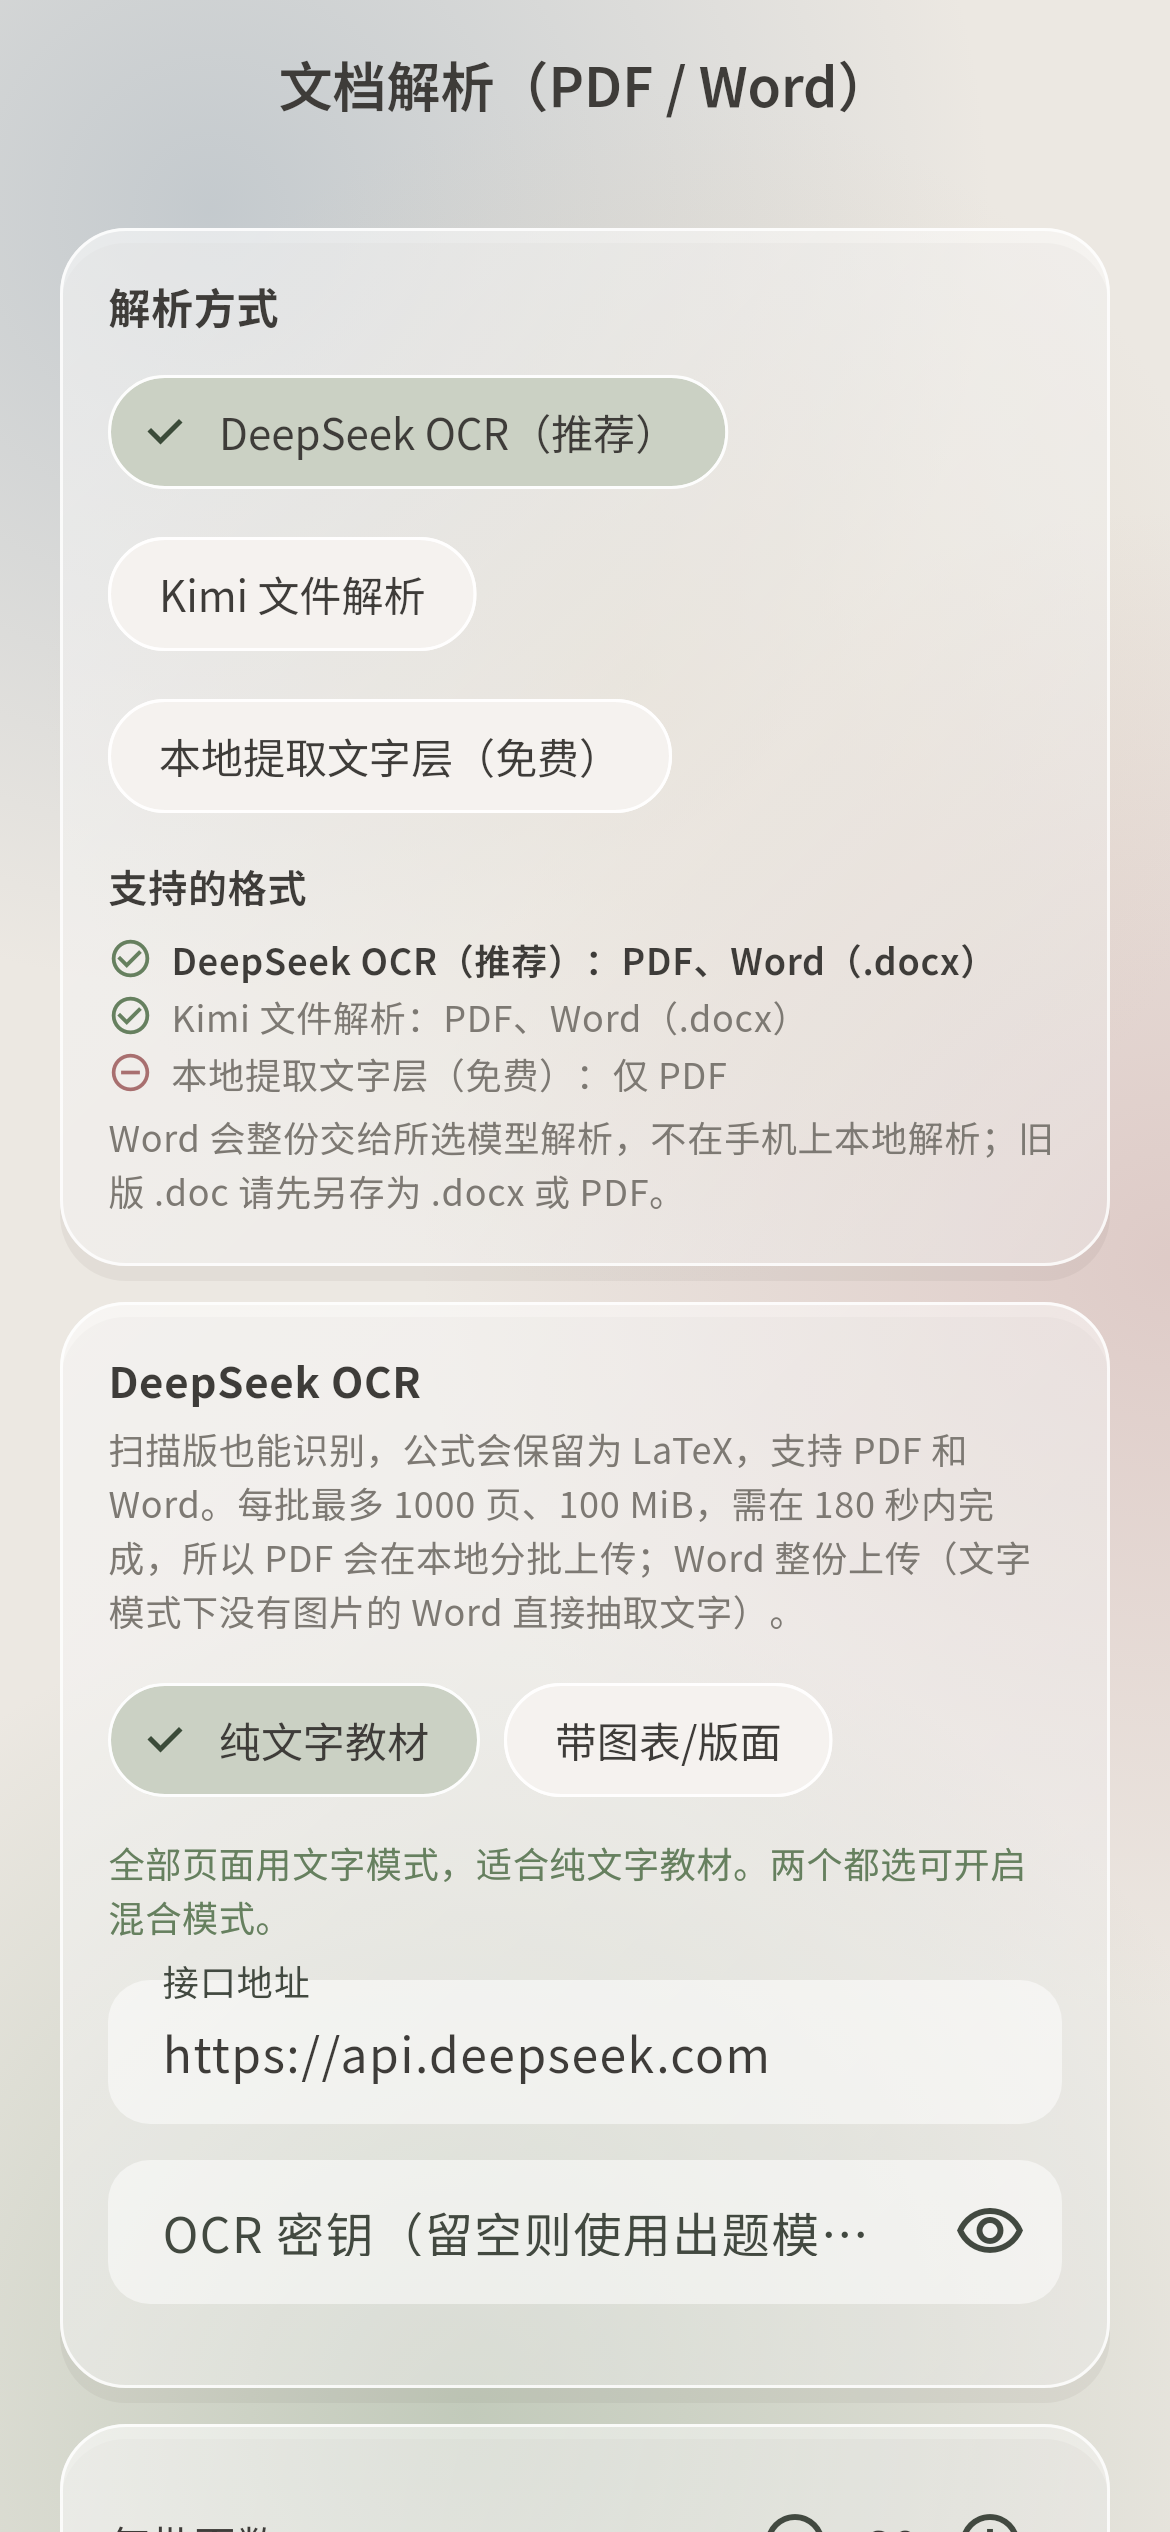 文档解析（PDF / Word）
解析方式
DeepSeek OCR（推荐）
Kimi 文件解析
本地提取文字层（免费）
支持的格式
DeepSeek OCR（推荐）：PDF、Word（.docx）
Kimi 文件解析：PDF、Word（.docx）
本地提取文字层（免费）：仅 PDF
Word 会整份交给所选模型解析，不在手机上本地解析；旧
版 .doc 请先另存为 .docx 或 PDF。
DeepSeek OCR
扫描版也能识别，公式会保留为 LaTeX，支持 PDF 和
Word。每批最多 1000 页、100 MiB，需在 180 秒内完
成，所以 PDF 会在本地分批上传；Word 整份上传（文字
模式下没有图片的 Word 直接抽取文字）。
纯文字教材
带图表/版面
全部页面用文字模式，适合纯文字教材。两个都选可开启
混合模式。
接口地址
https://api.deepseek.com
OCR 密钥（留空则使用出题模…